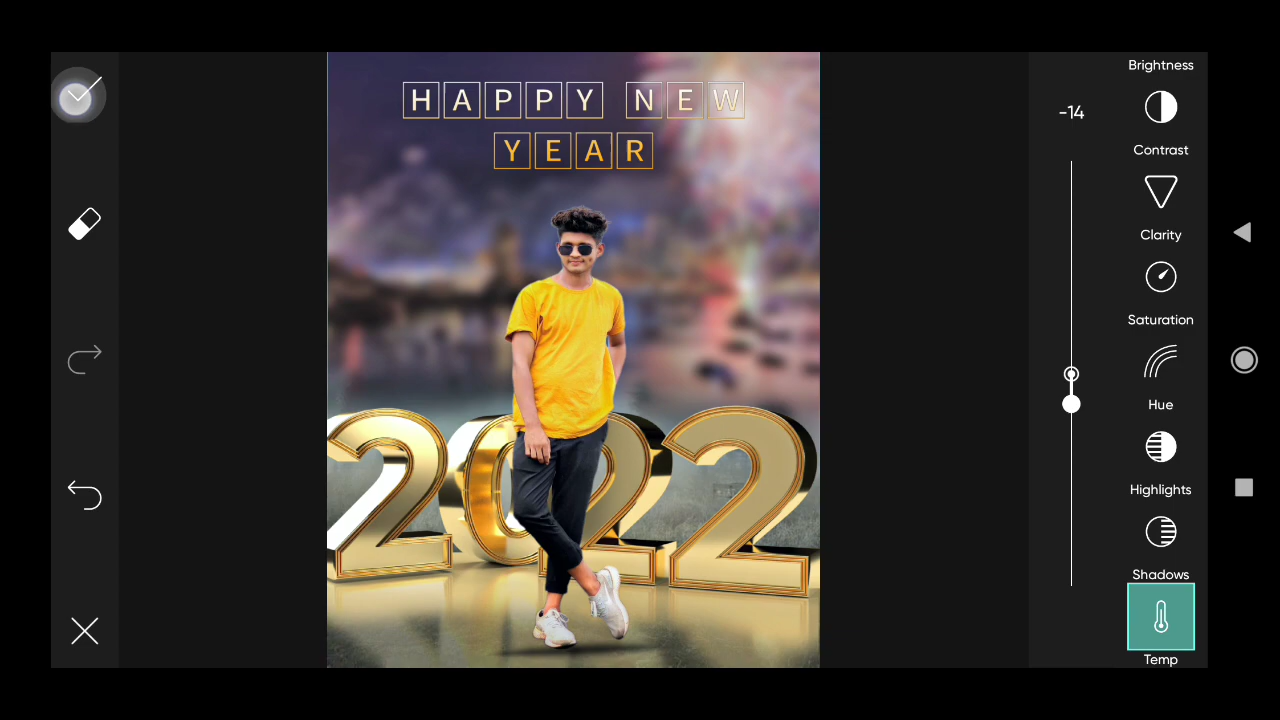 Brightness
HAPPY NEW
-14
YEAR
Contrast
Clarity
Saturation
Hue
2022
Highlights
Shadows
Temp